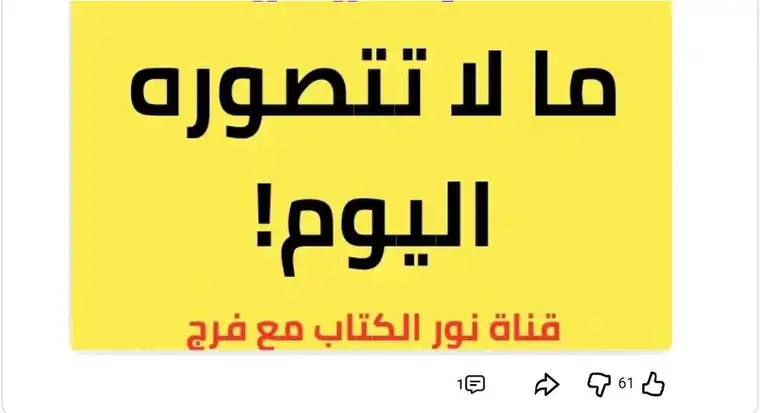 ما لا تتصوره
اليوم!
قناة نور الكتاب مع فرج
61
1